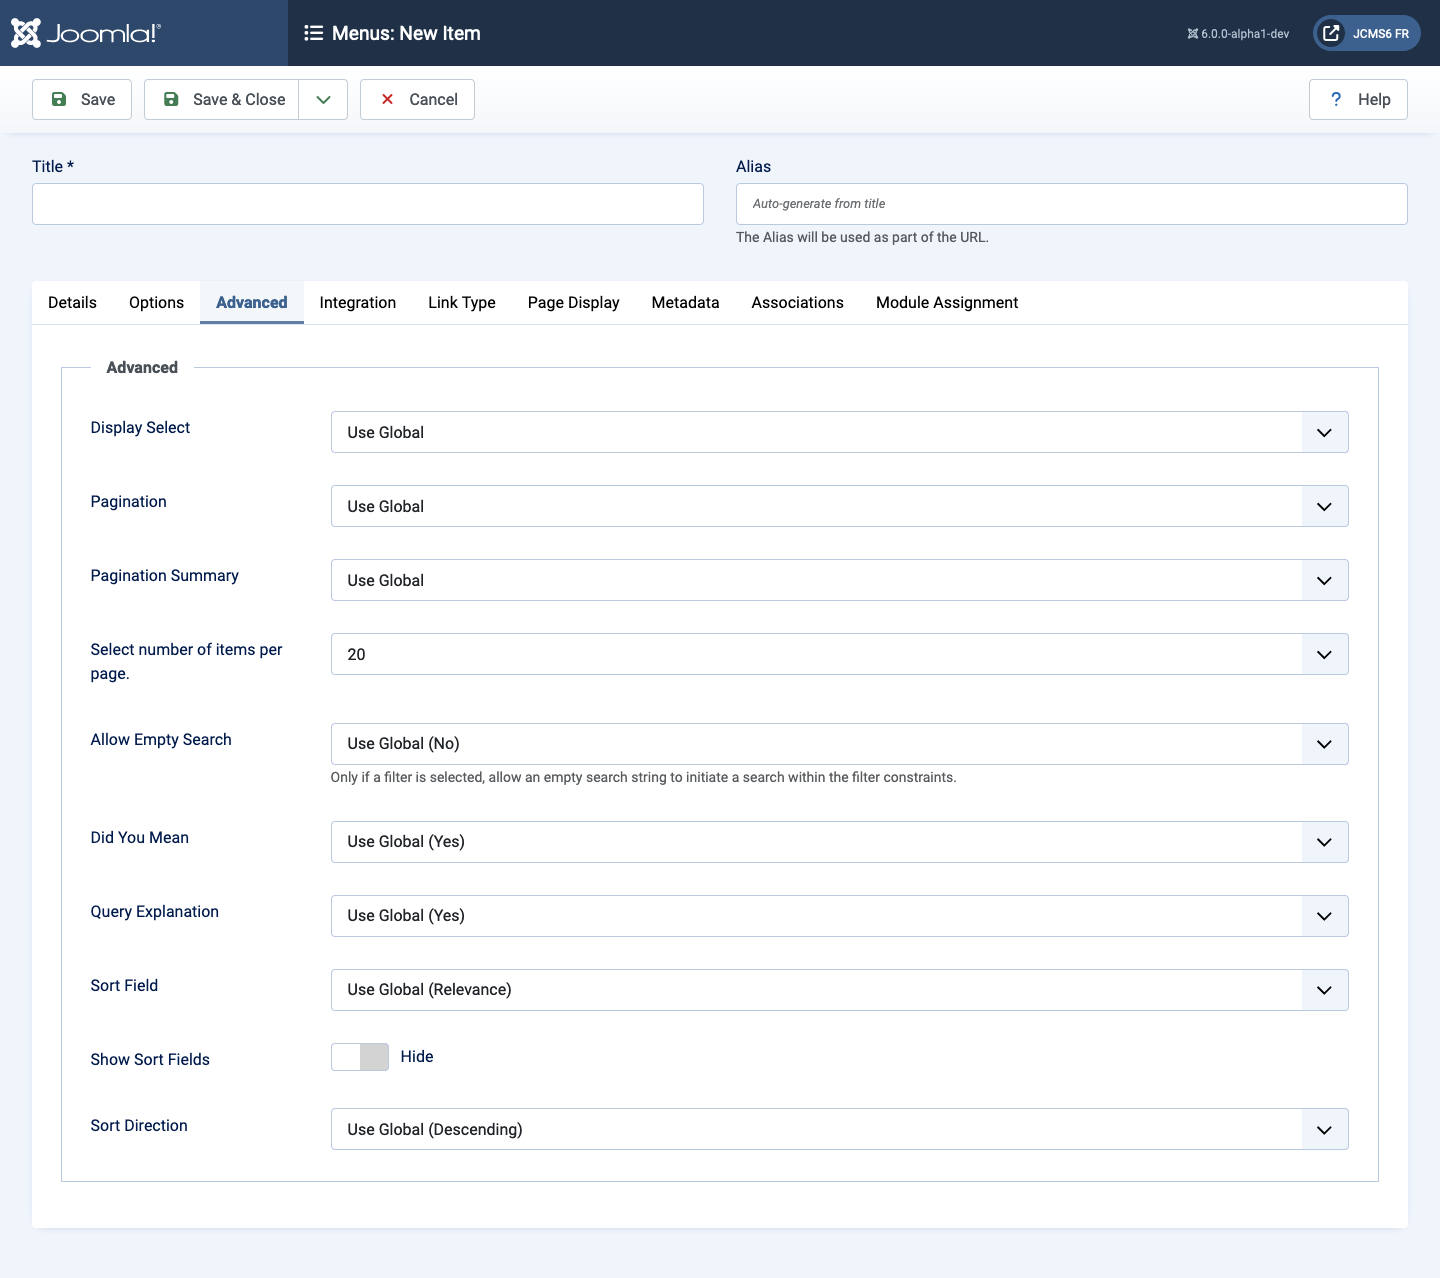 Joomla!®
Menus: New Item
6.0.0-alpha1-dev
JCMS6 FR
Save
Save & Close
Cancel
? Help
Title *
Alias
Auto-generate from title
The Alias will be used as part of the URL.
Details Options Advanced Integration Link Type Page Display Metadata Associations Module Assignment
Advanced
Display Select
Use Global
Pagination
Use Global
Pagination Summary
Use Global
Select number of items per
page.
20
Allow Empty Search
Use Global (No)
Only if a filter is selected, allow an empty search string to initiate a search within the filter constraints.
Did You Mean
Use Global (Yes)
Query Explanation
Use Global (Yes)
Sort Field
Use Global (Relevance)
Show Sort Fields
Hide
Sort Direction
Use Global (Descending)